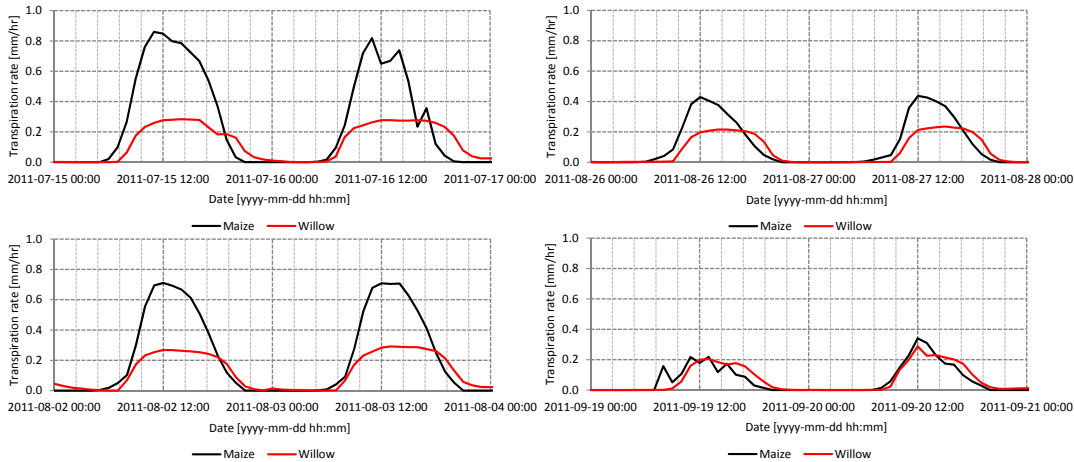 Transpiration rate [mm/hr]
1.0
0.8
0.6
0.4
0.2
0.0
2011-07-15 00:00 2011-07-15 12:00 2011-07-16 00:00 2011-07-16 12:00 2011-07-17 00:00
Date [yyyy-mm-dd hh:mm]
Maize Willow
Transpiration rate [mm/hr]
1.0
0.8
0.6
0.4
0.2
0.0
2011-08-26 00:00 2011-08-26 12:00 2011-08-27 00:00 2011-08-27 12:00 2011-08-28 00:00
Date [yyyy-mm-dd hh:mm]
Maize Willow
Transpiration rate [mm/hr]
1.0
0.8
0.6
0.4
0.2
0.0
2011-08-02 00:00 2011-08-02 12:00 2011-08-03 00:00 2011-08-03 12:00 2011-08-04 00:00
Date [yyyy-mm-dd hh:mm]
Maize Willow
Transpiration rate [mm/hr]
1.0
0.8
0.6
0.4
0.2
0.0
2011-09-19 00:00 2011-09-19 12:00 2011-09-20 00:00 2011-09-20 12:00 2011-09-21 00:00
Date [yyyy-mm-dd hh:mm]
Maize Willow